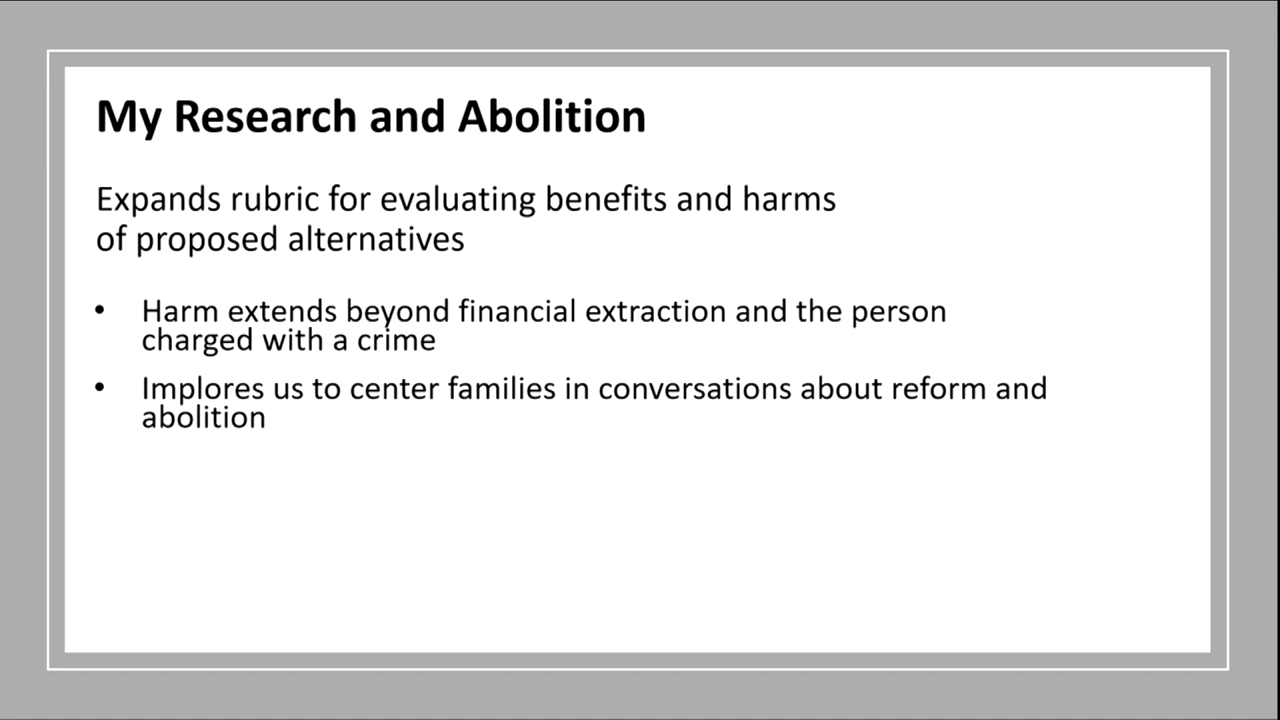 My Research and Abolition
Expands rubric for evaluating benefits and harms
of proposed alternatives
• Harm extends beyond financial extraction and the person
charged with a crime
• Implores us to center families in conversations about reform and
abolition